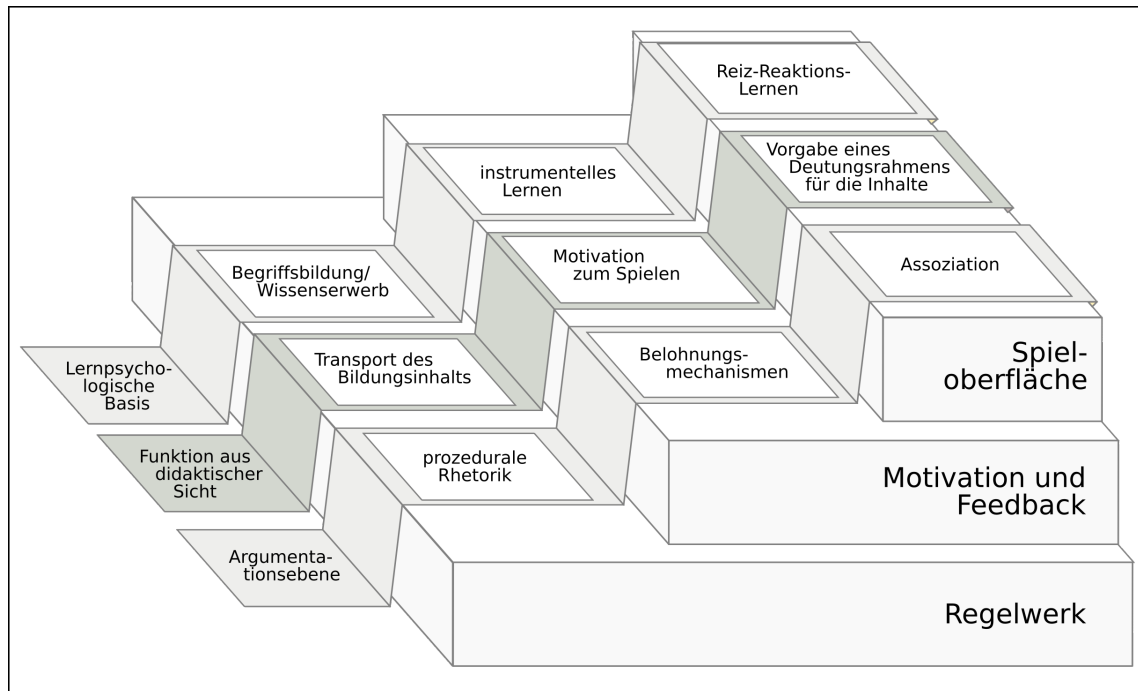 Reiz-Reaktions-
Lernen
Vorgabe eines
Deutungsrahmens
für die Inhalte
Assoziation
Spiel-
oberfläche
instrumentelles
Lernen
Motivation
zum Spielen
Belohnungs-
mechanismen
Motivation und
Feedback
Begriffsbildung/
Wissenserwerb
Transport des
Bildungsinhalts
prozedurale
Rhetorik
Regelwerk
Lernpsycho-
logische
Basis
Funktion aus
didaktischer
Sicht
Argumenta-
tionsebene